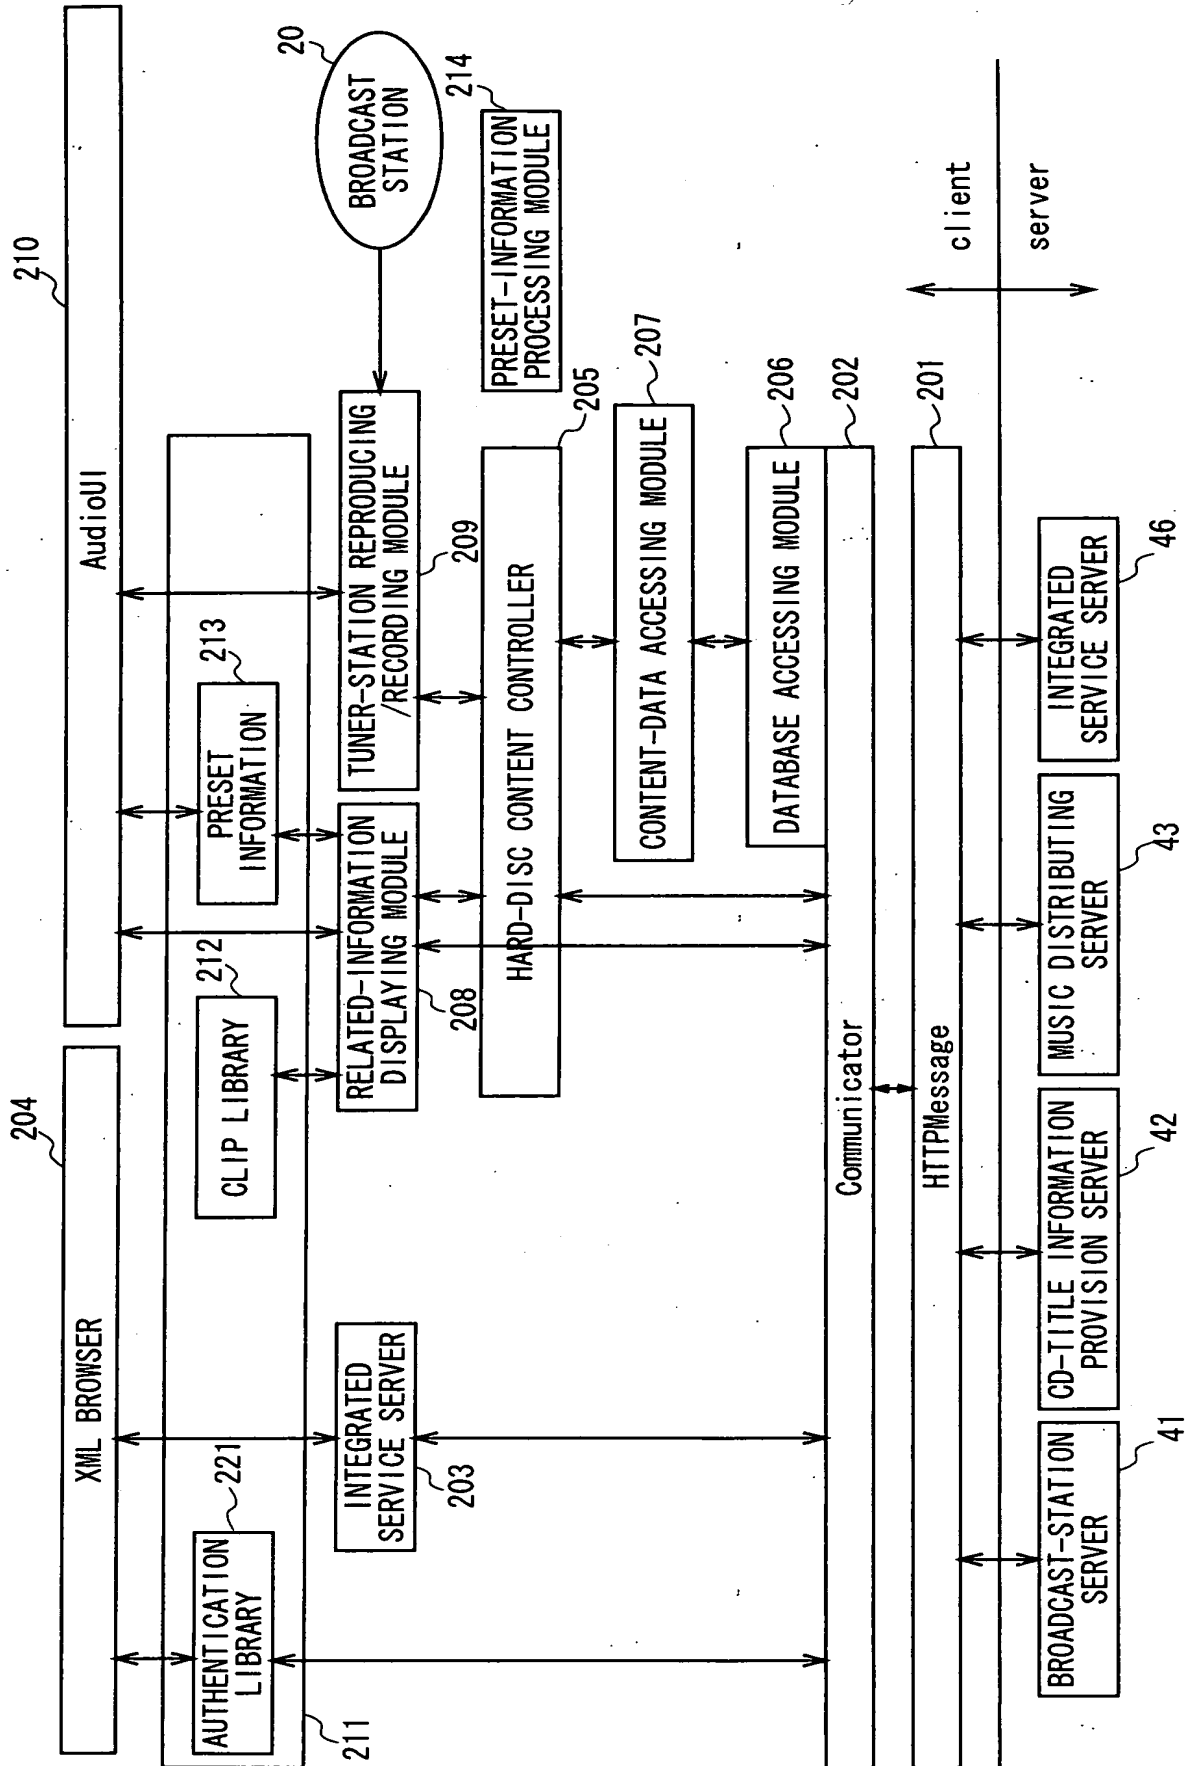 204
XML BROWSER
210
AudioUI
221
AUTHENTICATION
LIBRARY
211
212
CLIP LIBRARY
213
PRESET
INFORMATION
20
BROADCAST
STATION
INTEGRATED
SERVICE SERVER
203
RELATED-INFORMATION
DISPLAYING MODULE
208
TUNER-STATION REPRODUCING
/RECORDING MODULE
209
214
PRESET-INFORMATION
PROCESSING MODULE
HARD-DISC CONTENT CONTROLLER
205
CONTENT-DATA ACCESSING MODULE
207
DATABASE ACCESSING MODULE
206
Communicator
202
HTTPMessage
201
client
server
BROADCAST-STATION
SERVER
41
CD-TITLE INFORMATION
PROVISION SERVER
42
MUSIC DISTRIBUTING
SERVER
43
INTEGRATED
SERVICE SERVER
46